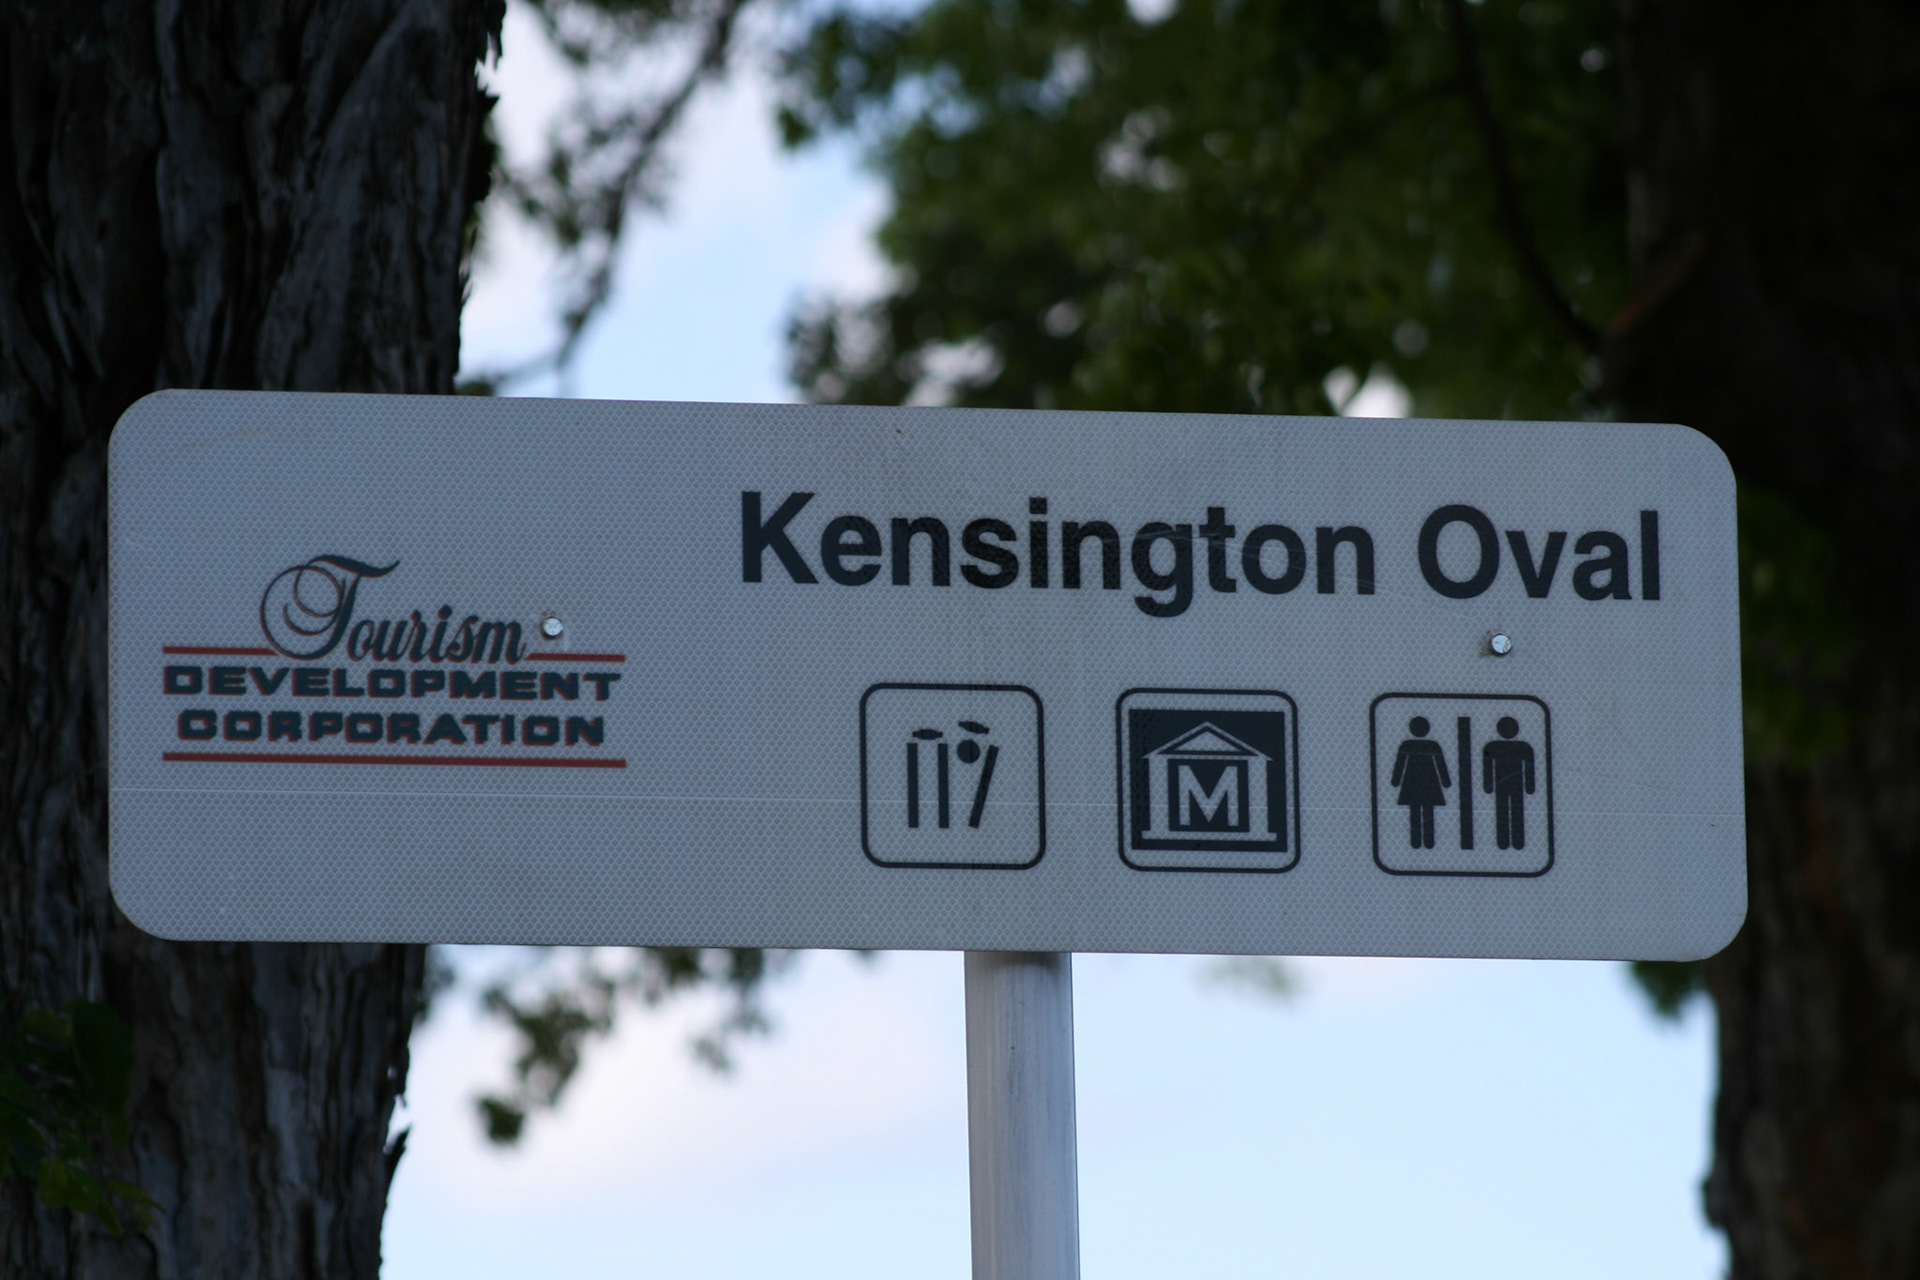 Kensington Oval
Tourism
DEVELOPMENT
CORPORATION
M